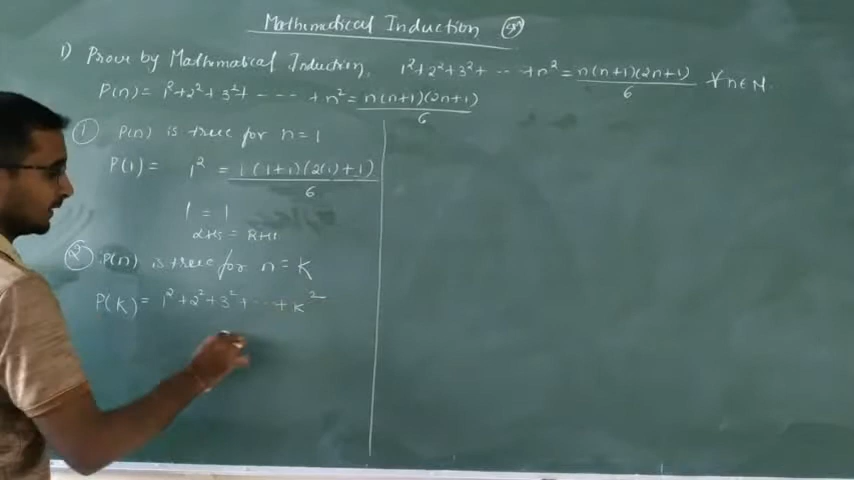 Mathematical Induction
1) Prove by Mathematical Induction, 1²+2²+3²+ -- +n² = n(n+1)(2n+1)/6 ∀ n ∈ N.
P(n) = 1²+2²+3²+ - - - - +n² = n(n+1)(2n+1)/6
① P(n) is true for n=1
P(1) = 1² = 1(1+1)(2(1)+1)/6
1 = 1
LHS = RHS
② P(n) is true for n = K
P(K) = 1²+2²+3²+ - - +K²